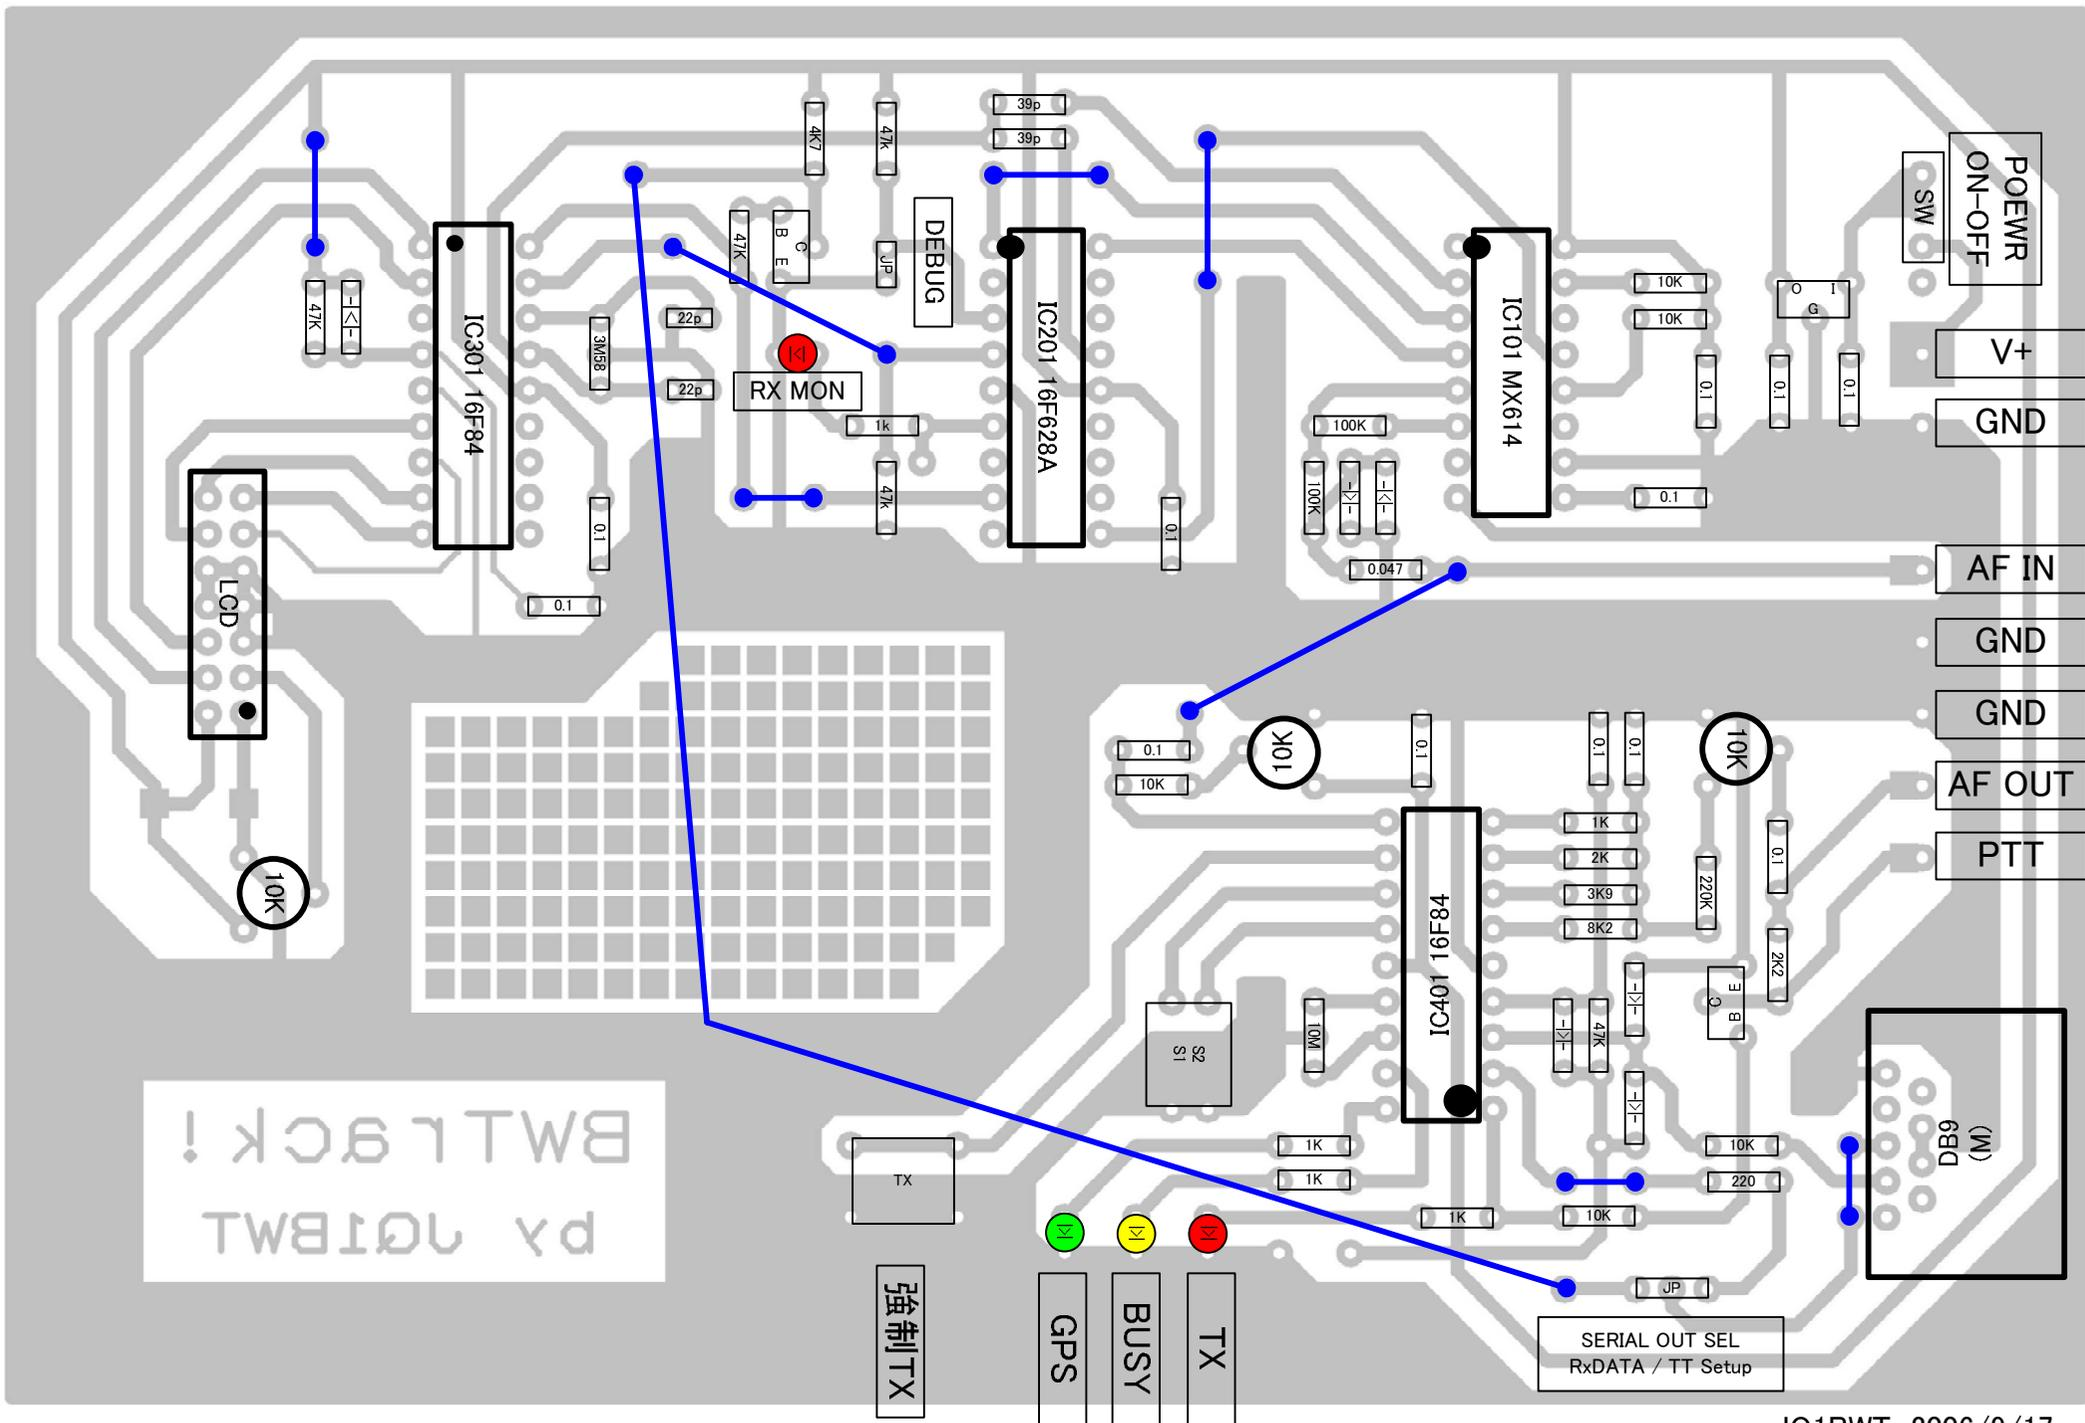 39p
39p
4K7
47k
47K
B
C
E
JP
DEBUG
SW
POEWR
ON-OFF
47K
IC301 16F84
3M58
22p
22p
RX MON
1k
47k
IC201 16F628A
IC101 MX614
10K
10K
O I
G
0.1
0.1
0.1
V+
GND
100K
100K
0.1
0.1
0.1
0.1
0.047
AF IN
GND
GND
AF OUT
PTT
LCD
10K
0.1
10K
10K
0.1
0.1
0.1
10K
1K
2K
3K9
8K2
220K
0.1
2K2
IC401 16F84
10M
47K
C
E
B
S1
S2
DB9
(M)
BWTrack!
by JQ1BWT
TX
1K
1K
1K
10K
10K
220
JP
強制TX
GPS
BUSY
TX
SERIAL OUT SEL
RxDATA / TT Setup